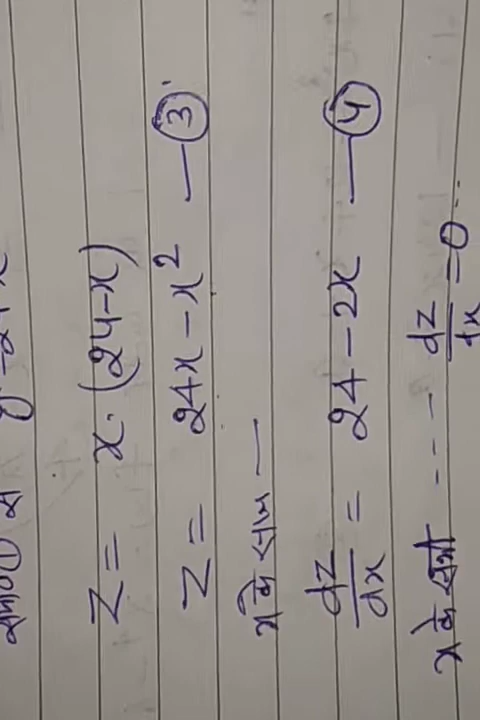 Z = x.(24-x)
Z = 24x - x² — ③
x के साथ —
dz/dx = 24 - 2x — ④
dz/dx = 0